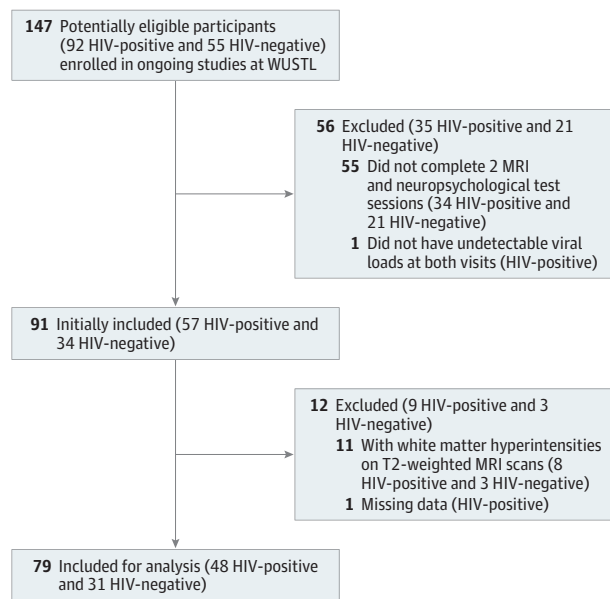 147 Potentially eligible participants
(92 HIV-positive and 55 HIV-negative)
enrolled in ongoing studies at WUSTL
56 Excluded (35 HIV-positive and 21
HIV-negative)
55 Did not complete 2 MRI
and neuropsychological test
sessions (34 HIV-positive and
21 HIV-negative)
1 Did not have undetectable viral
loads at both visits (HIV-positive)
91 Initially included (57 HIV-positive and
34 HIV-negative)
12 Excluded (9 HIV-positive and 3
HIV-negative)
11 With white matter hyperintensities
on T2-weighted MRI scans (8
HIV-positive and 3 HIV-negative)
1 Missing data (HIV-positive)
79 Included for analysis (48 HIV-positive
and 31 HIV-negative)